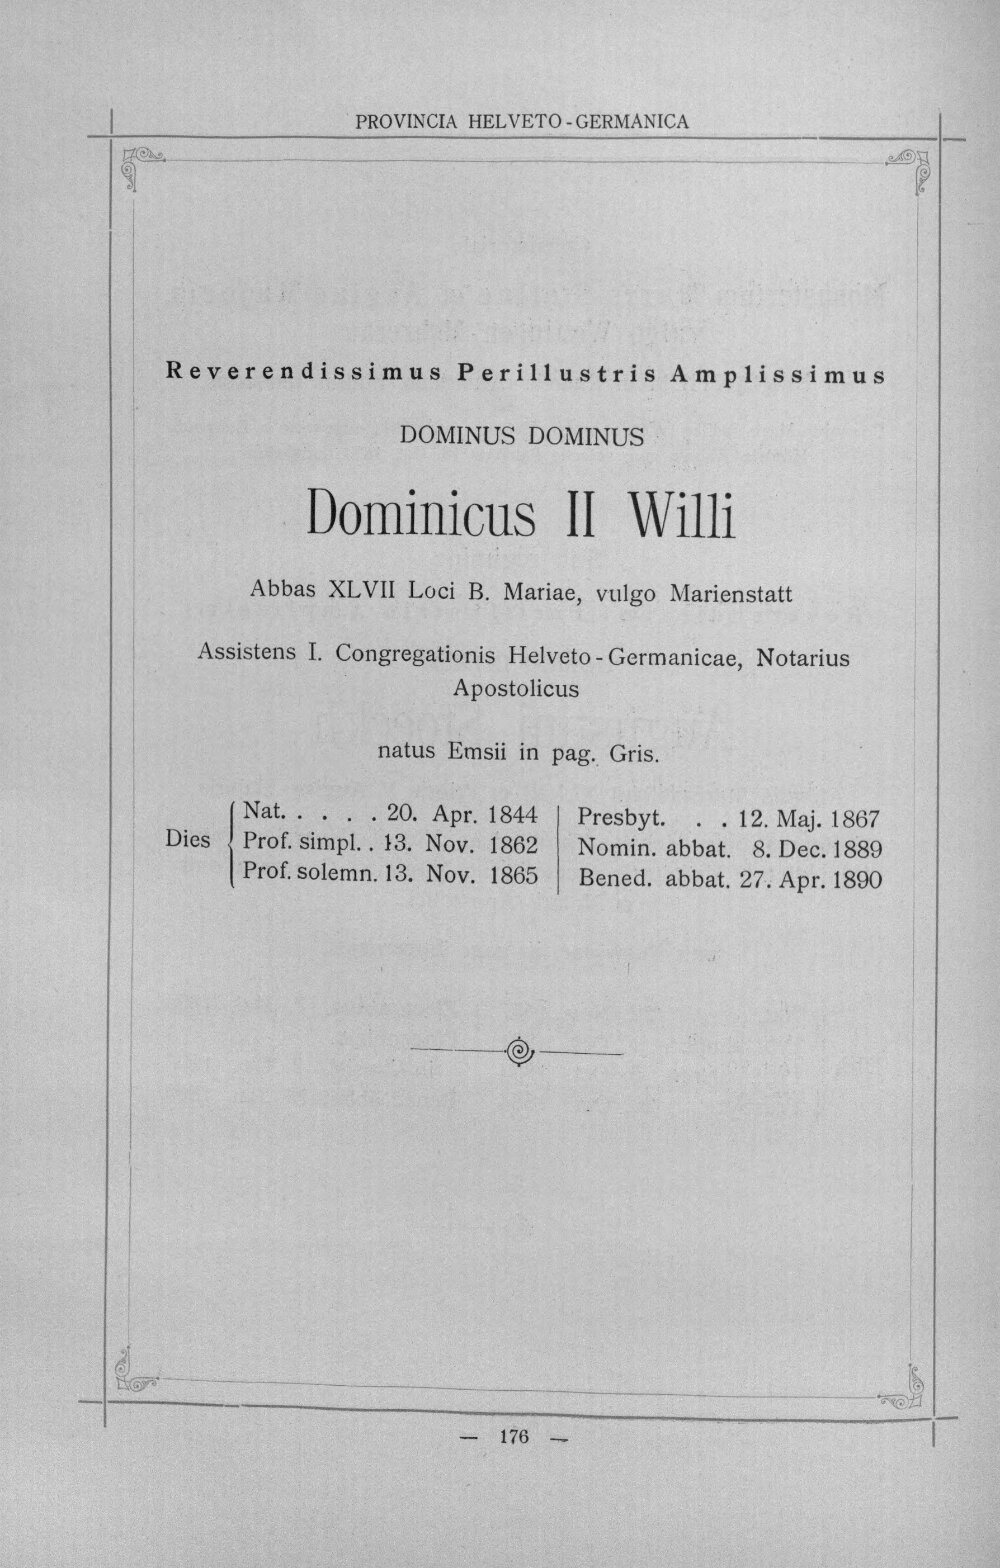 PROVINCIA HELVETO-GERMANICA
Reverendissimus Perillustris Amplissimus
DOMINUS DOMINUS
Dominicus II Willi
Abbas XLVII Loci B. Mariae, vulgo Marienstatt
Assistens I. Congregationis Helveto-Germanicae, Notarius
Apostolicus
natus Emsii in pag. Gris.
Dies
Nat. . . . . 20. Apr. 1844
Prof. simpl. . 13. Nov. 1862
Prof. solemn. 13. Nov. 1865
Presbyt. . . 12. Maj. 1867
Nomin. abbat. 8. Dec. 1889
Bened. abbat. 27. Apr. 1890
— 176 —